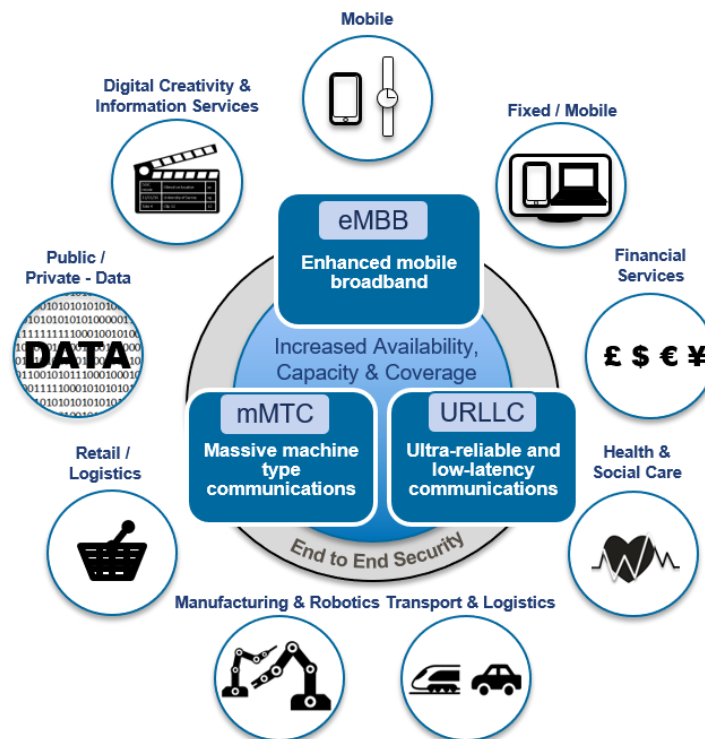 Mobile
Digital Creativity &
Information Services
Fixed / Mobile
eMBB
Enhanced mobile
broadband
Public /
Private - Data
Financial
Services
DATA
£ $ € ¥
Increased Availability,
Capacity & Coverage
mMTC
Massive machine
type
communications
URLLC
Ultra-reliable and
low-latency
communications
Retail /
Logistics
Health &
Social Care
End to End Security
Manufacturing & Robotics
Transport & Logistics